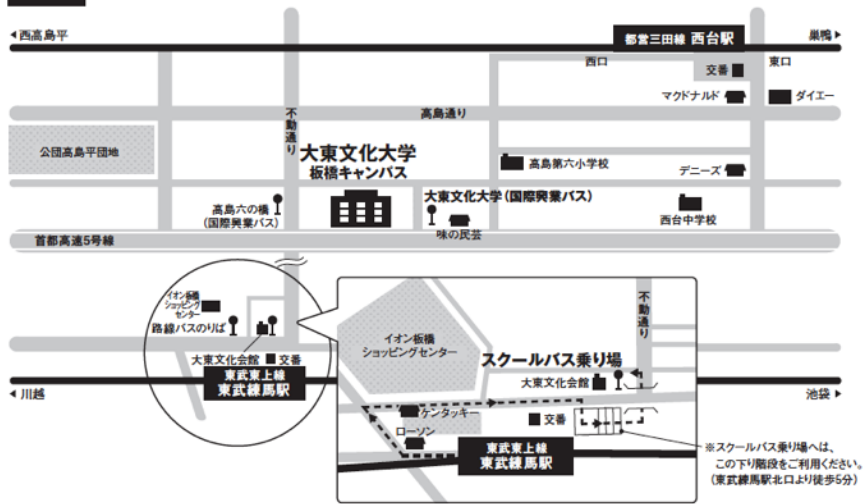 ◀西高島平
都営三田線 西台駅
巣鴨▶
西口
交番
東口
マクドナルド
ダイエー
不動通り
高島通り
公団高島平団地
大東文化大学
板橋キャンパス
高島第六小学校
デニーズ
高島六の橋
(国際興業バス)
大東文化大学(国際興業バス)
味の民芸
西台中学校
首都高速5号線
イオン板橋
ショッピング
センター
路線バスのりば
大東文化会館
交番
東武東上線
東武練馬駅
◀川越
池袋▶
不動通り
イオン板橋
ショッピングセンター
スクールバス乗り場
大東文化会館
ケンタッキー
交番
ローソン
東武東上線
東武練馬駅
※スクールバス乗り場へは、
この下り階段をご利用ください。
(東武練馬駅北口より徒歩5分)